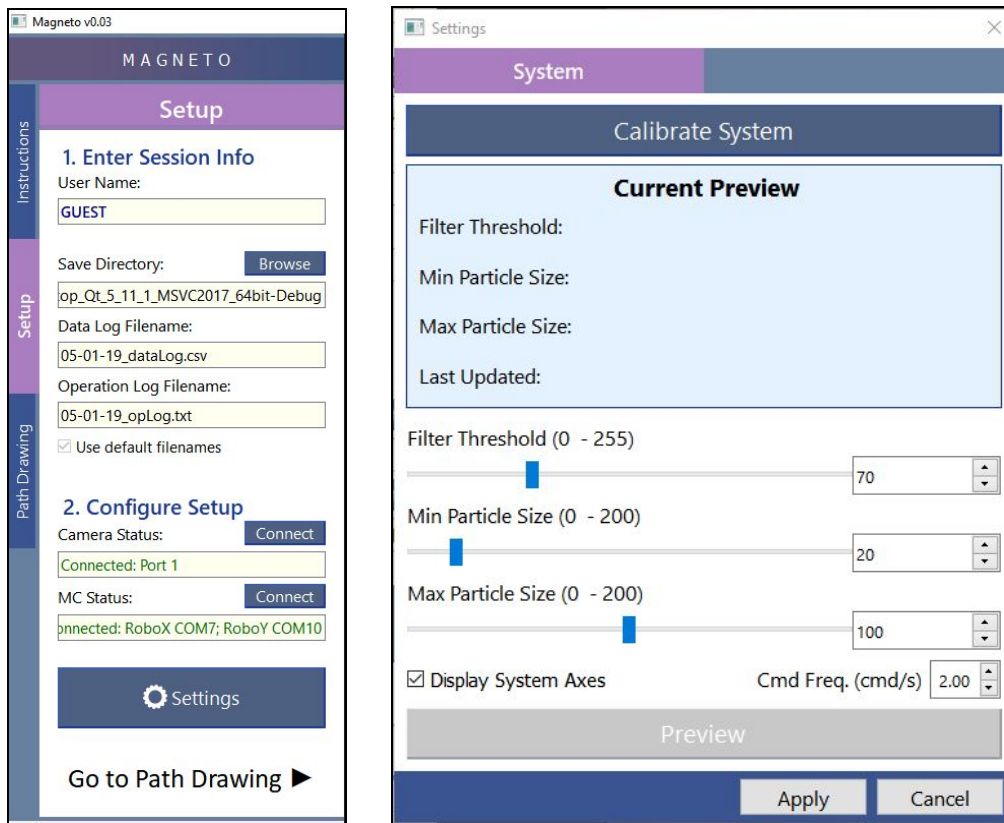 Magneto v0.03
MAGNETO
Instructions
Setup
Path Drawing
Setup
1. Enter Session Info
User Name:
GUEST
Save Directory:
Browse
top_Qt_5_11_1_MSVC2017_64bit-Debug
Data Log Filename:
05-01-19_dataLog.csv
Operation Log Filename:
05-01-19_opLog.txt
Use default filenames
2. Configure Setup
Camera Status:
Connect
Connected: Port 1
MC Status:
Connect
onnected: RoboX COM7; RoboY COM10
Settings
Go to Path Drawing ►
Settings
System
Calibrate System
Current Preview
Filter Threshold:
Min Particle Size:
Max Particle Size:
Last Updated:
Filter Threshold (0 - 255)
70
Min Particle Size (0 - 200)
20
Max Particle Size (0 - 200)
100
Display System Axes
Cmd Freq. (cmd/s)
2.00
Preview
Apply
Cancel